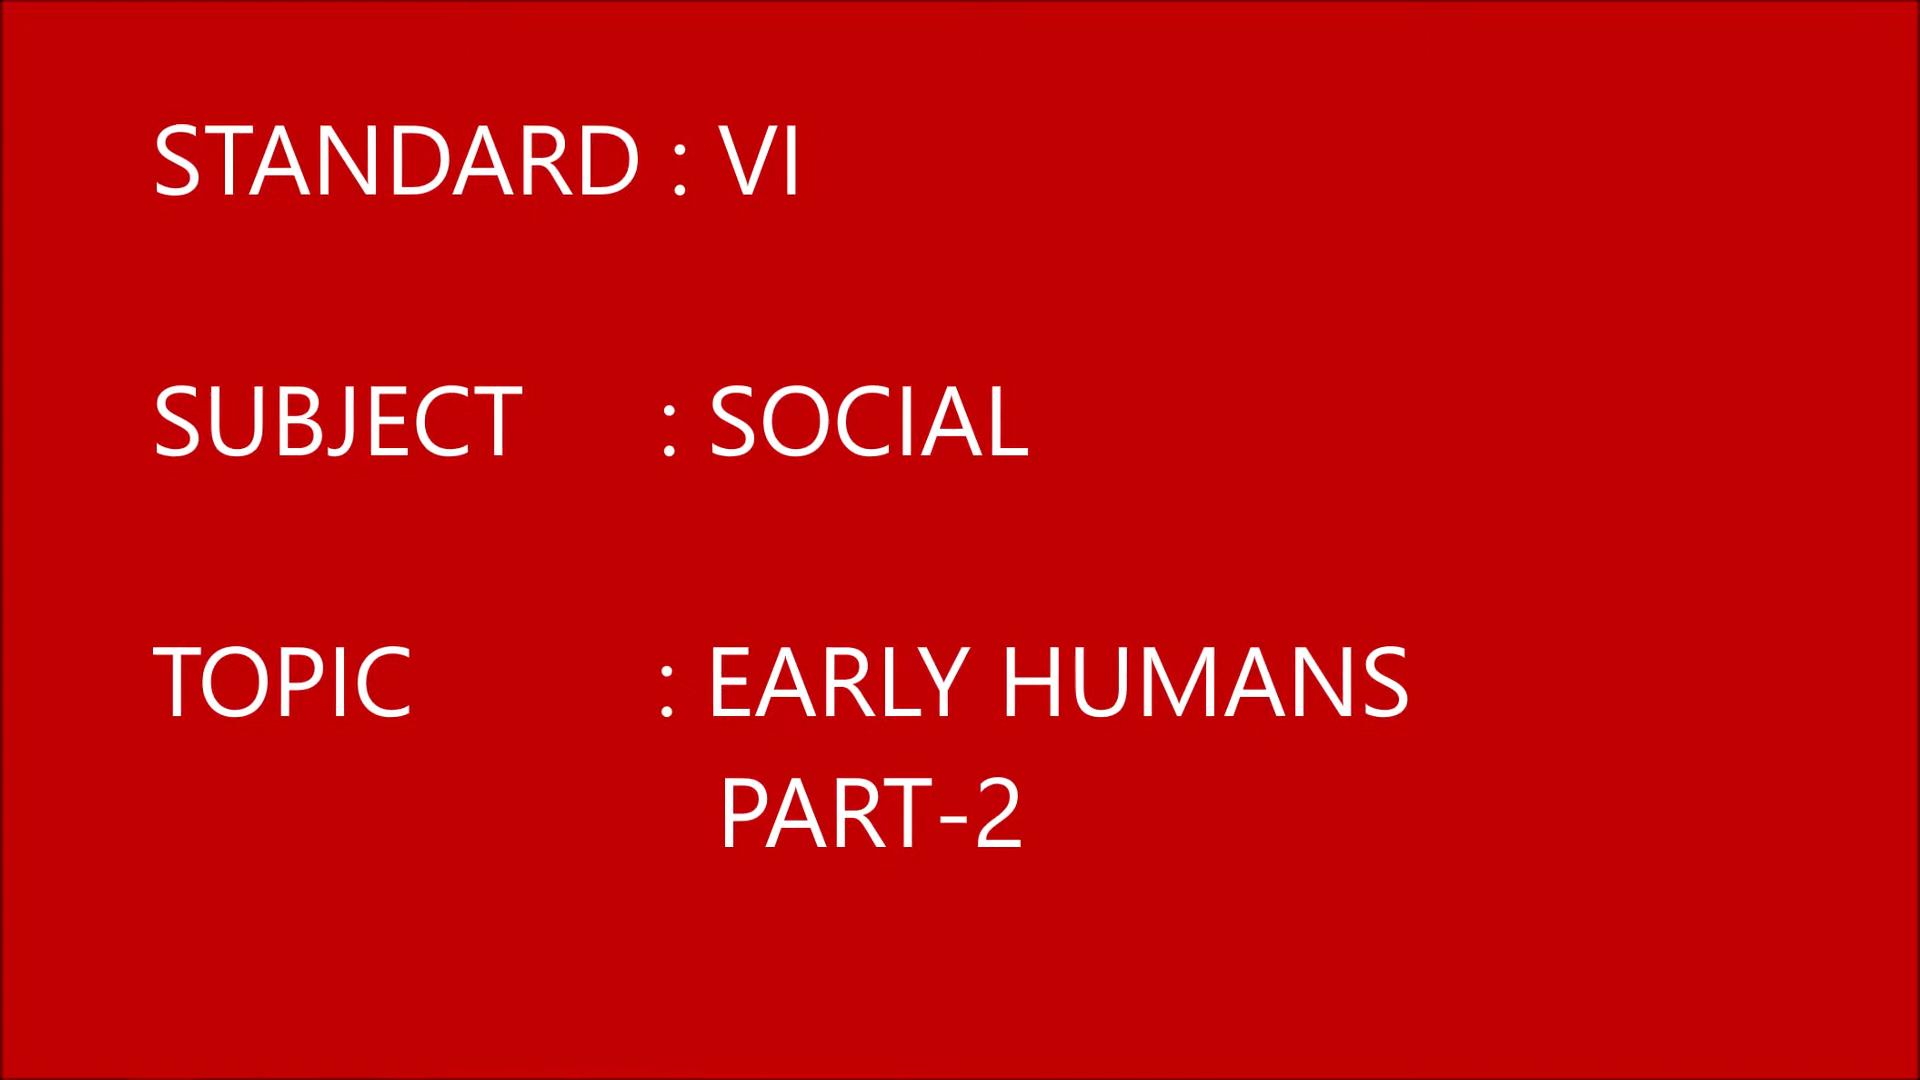 STANDARD : VI
SUBJECT : SOCIAL
TOPIC : EARLY HUMANS
PART-2